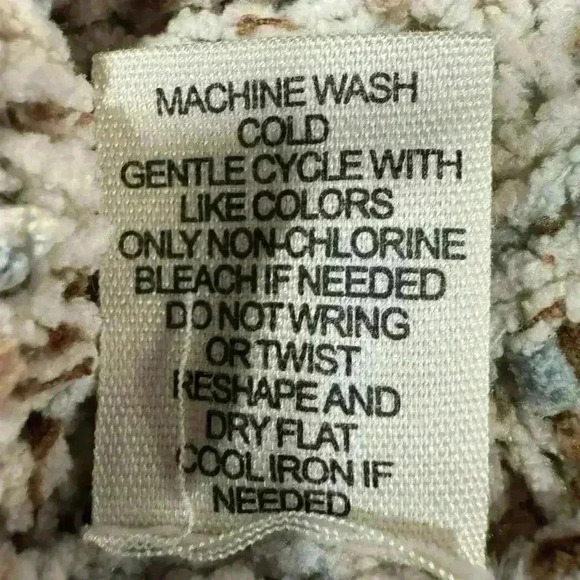 MACHINE WASH
COLD
GENTLE CYCLE WITH
LIKE COLORS
ONLY NON-CHLORINE
BLEACH IF NEEDED
DO NOT WRING
OR TWIST
RESHAPE AND
DRY FLAT
COOL IRON IF
NEEDED